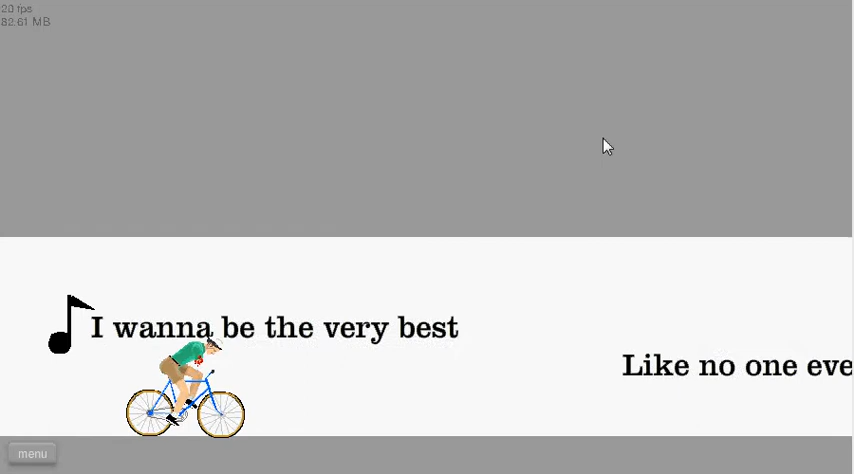 20 fps
82.61 MB
I wanna be the very best
Like no one eve
menu